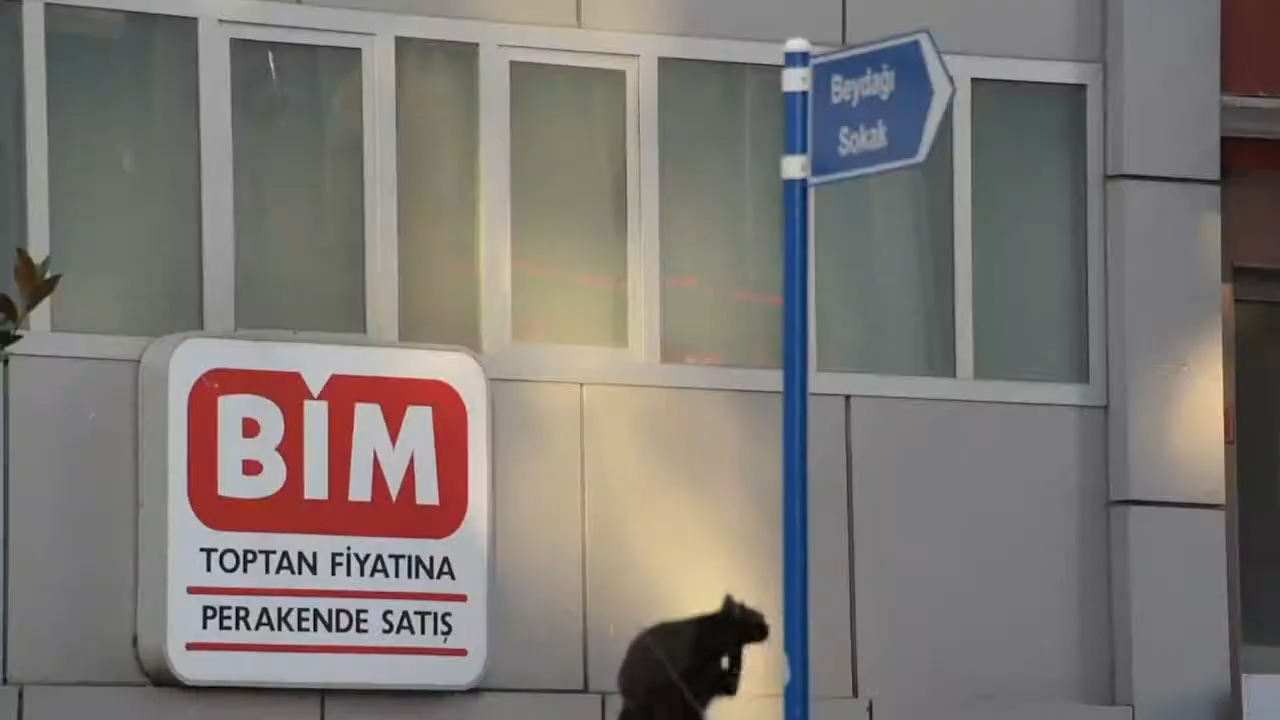 BİM
TOPTAN FİYATINA
PERAKENDE SATIŞ
Beydağı
Sokak